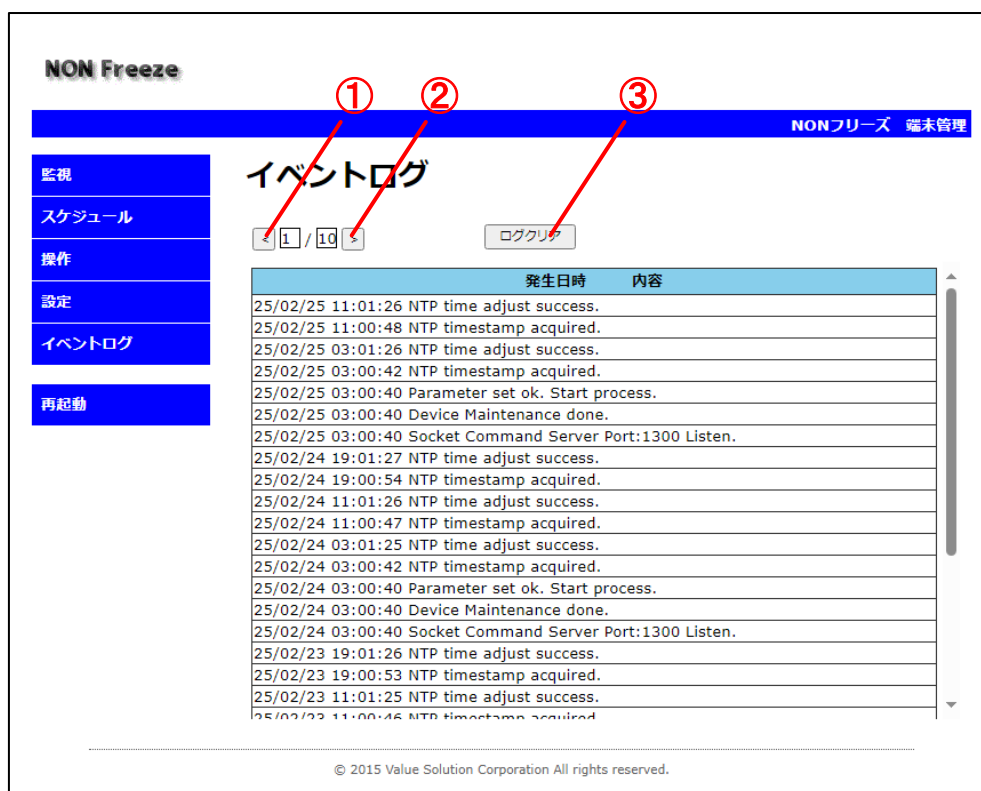 NON Freeze
① ② ③
NONフリーズ 端末管理
監視
スケジュール
操作
設定
イベントログ
再起動
イベントログ
< 1 / 10 > ログクリア
発生日時 内容
25/02/25 11:01:26 NTP time adjust success.
25/02/25 11:00:48 NTP timestamp acquired.
25/02/25 03:01:26 NTP time adjust success.
25/02/25 03:00:42 NTP timestamp acquired.
25/02/25 03:00:40 Parameter set ok. Start process.
25/02/25 03:00:40 Device Maintenance done.
25/02/25 03:00:40 Socket Command Server Port:1300 Listen.
25/02/24 19:01:27 NTP time adjust success.
25/02/24 19:00:54 NTP timestamp acquired.
25/02/24 11:01:26 NTP time adjust success.
25/02/24 11:00:47 NTP timestamp acquired.
25/02/24 03:01:25 NTP time adjust success.
25/02/24 03:00:42 NTP timestamp acquired.
25/02/24 03:00:40 Parameter set ok. Start process.
25/02/24 03:00:40 Device Maintenance done.
25/02/24 03:00:40 Socket Command Server Port:1300 Listen.
25/02/23 19:01:26 NTP time adjust success.
25/02/23 19:00:53 NTP timestamp acquired.
25/02/23 11:01:25 NTP time adjust success.
25/02/23 11:00:46 NTP timestamp acquired
© 2015 Value Solution Corporation All rights reserved.